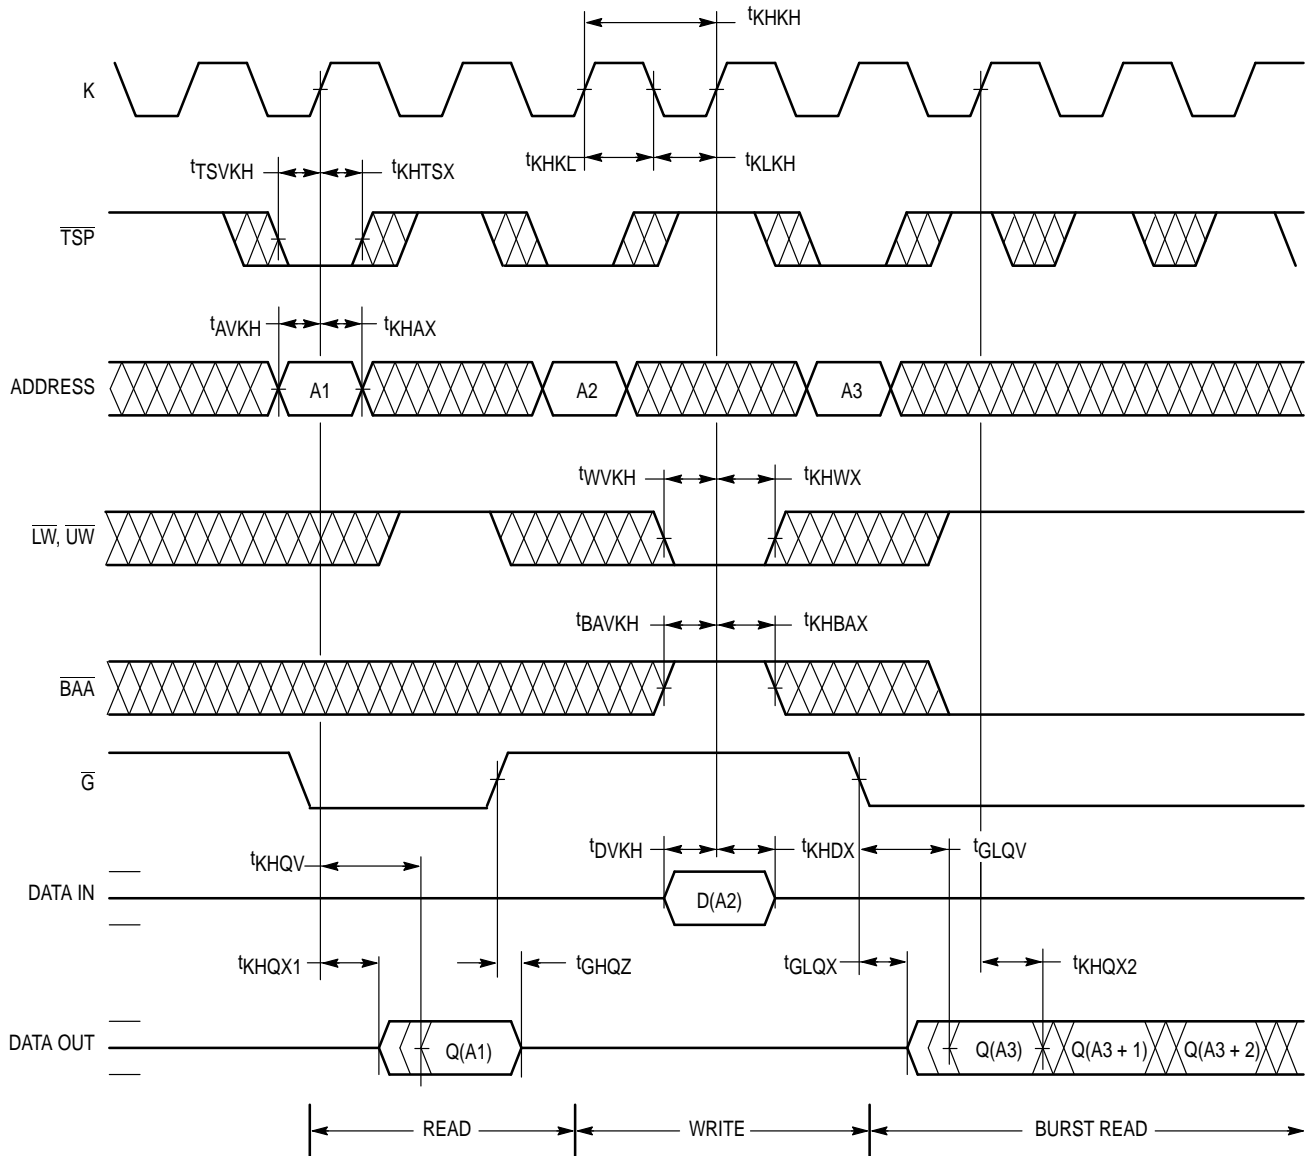 tKHKH
K
tKHKL
tKLKH
tTSVKH
tKHTSX
TSP
tAVKH
tKHAX
ADDRESS
A1
A2
A3
tWVKH
tKHWX
LW, UW
tBAVKH
tKHBAX
BAA
G
tDVKH
tKHDX
tGLQV
tKHQV
DATA IN
D(A2)
tKHQX1
tGHQZ
tGLQX
tKHQX2
DATA OUT
Q(A1)
Q(A3)
Q(A3 + 1)
Q(A3 + 2)
READ
WRITE
BURST READ